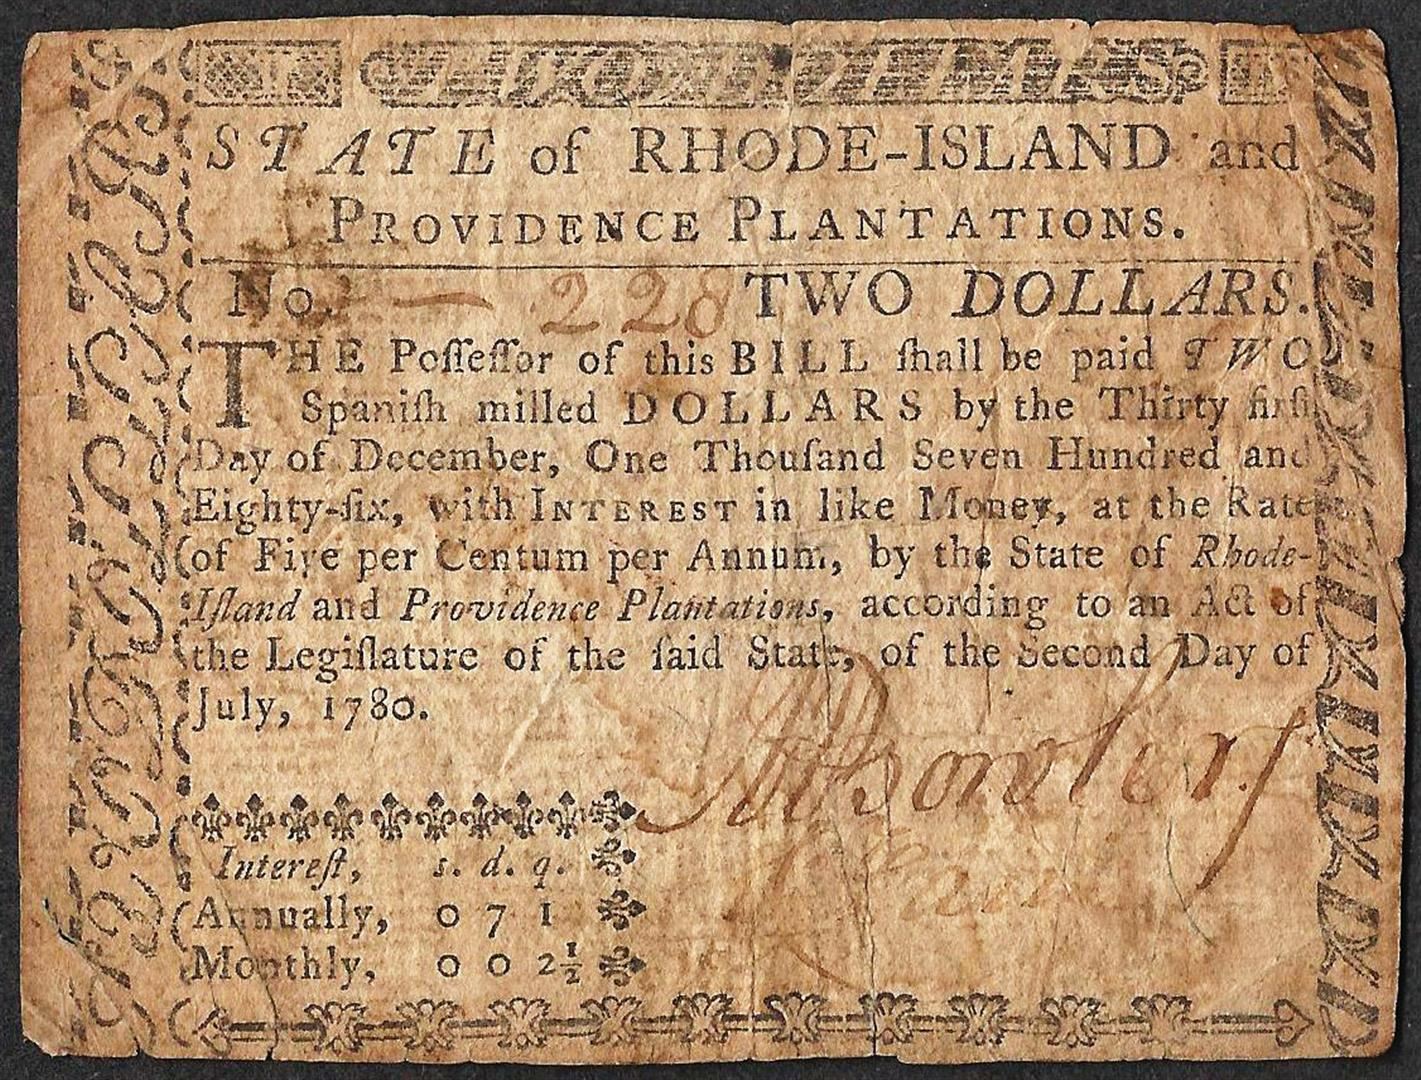 TWO DOLLARS
STATE of RHODE-ISLAND and
PROVIDENCE PLANTATIONS.
No. 228 TWO DOLLARS.
THE Poſſeſſor of this BILL ſhall be paid TWO
Spaniſh milled DOLLARS by the Thirty firſt
Day of December, One Thouſand Seven Hundred and
Eighty-ſix, with INTEREST in like Money, at the Rate
of Five per Centum per Annum, by the State of Rhode-
Iſland and Providence Plantations, according to an Act of
the Legiſlature of the ſaid State, of the Second Day of
July, 1780.
Bowler
Intereſt, s. d. q.
Annually, 0 7 1
Monthly, 0 0 2½